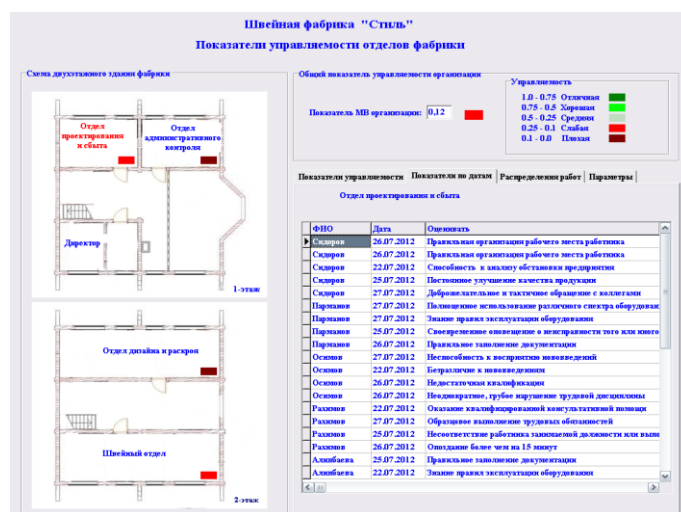 Швейная фабрика "Стиль"
Показатели управляемости отделов фабрики
Схема двухэтажного здания фабрики
Отдел
проектирования
и сбыта
Отдел
административного
контроля
Директор
1-этаж
Отдел дизайна и раскроя
Швейный отдел
2-этаж
Общий показатель управляемости организации
Показатель МВ организации: 0,12
Управляемость
1.0 - 0.75 Отличная
0.75 - 0.5 Хорошая
0.5 - 0.25 Средняя
0.25 - 0.1 Слабая
0.1 - 0.0 Плохая
Показатели управляемости Показатели по датам Распределения работ Параметры
Отдел проектирования и сбыта
ФИО Дата Оценивать
Сидоров 26.07.2012 Правильная организация рабочего места работника
Сидоров 26.07.2012 Правильная организация рабочего места работника
Сидоров 22.07.2012 Способность к анализу обстановки предприятия
Сидоров 25.07.2012 Постоянное улучшение качества продукции
Сидоров 27.07.2012 Доброжелательное и тактичное обращение с коллегами
Парманов 27.07.2012 Полноценное использование различного спектра оборудован
Парманов 27.07.2012 Знание правил эксплуатации оборудования
Парманов 25.07.2012 Своевременное оповещение о неисправности того или иного
Парманов 26.07.2012 Правильное заполнение документации
Осимов 27.07.2012 Неспособность к восприятию нововведений
Осимов 22.07.2012 Безразличие к нововведениям
Осимов 26.07.2012 Недостаточная квалификация
Осимов 26.07.2012 Неоднократное, грубое нарушение трудовой дисциплины
Рахимов 22.07.2012 Оказание квалифицированной консультативной помощи
Рахимов 27.07.2012 Образцовое выполнение трудовых обязанностей
Рахимов 25.07.2012 Несоответствие работника занимаемой должности или выпо
Рахимов 26.07.2012 Опоздание более чем на 15 минут
Алимбаева 25.07.2012 Правильное заполнение документации
Алимбаева 22.07.2012 Знание правил эксплуатации оборудования